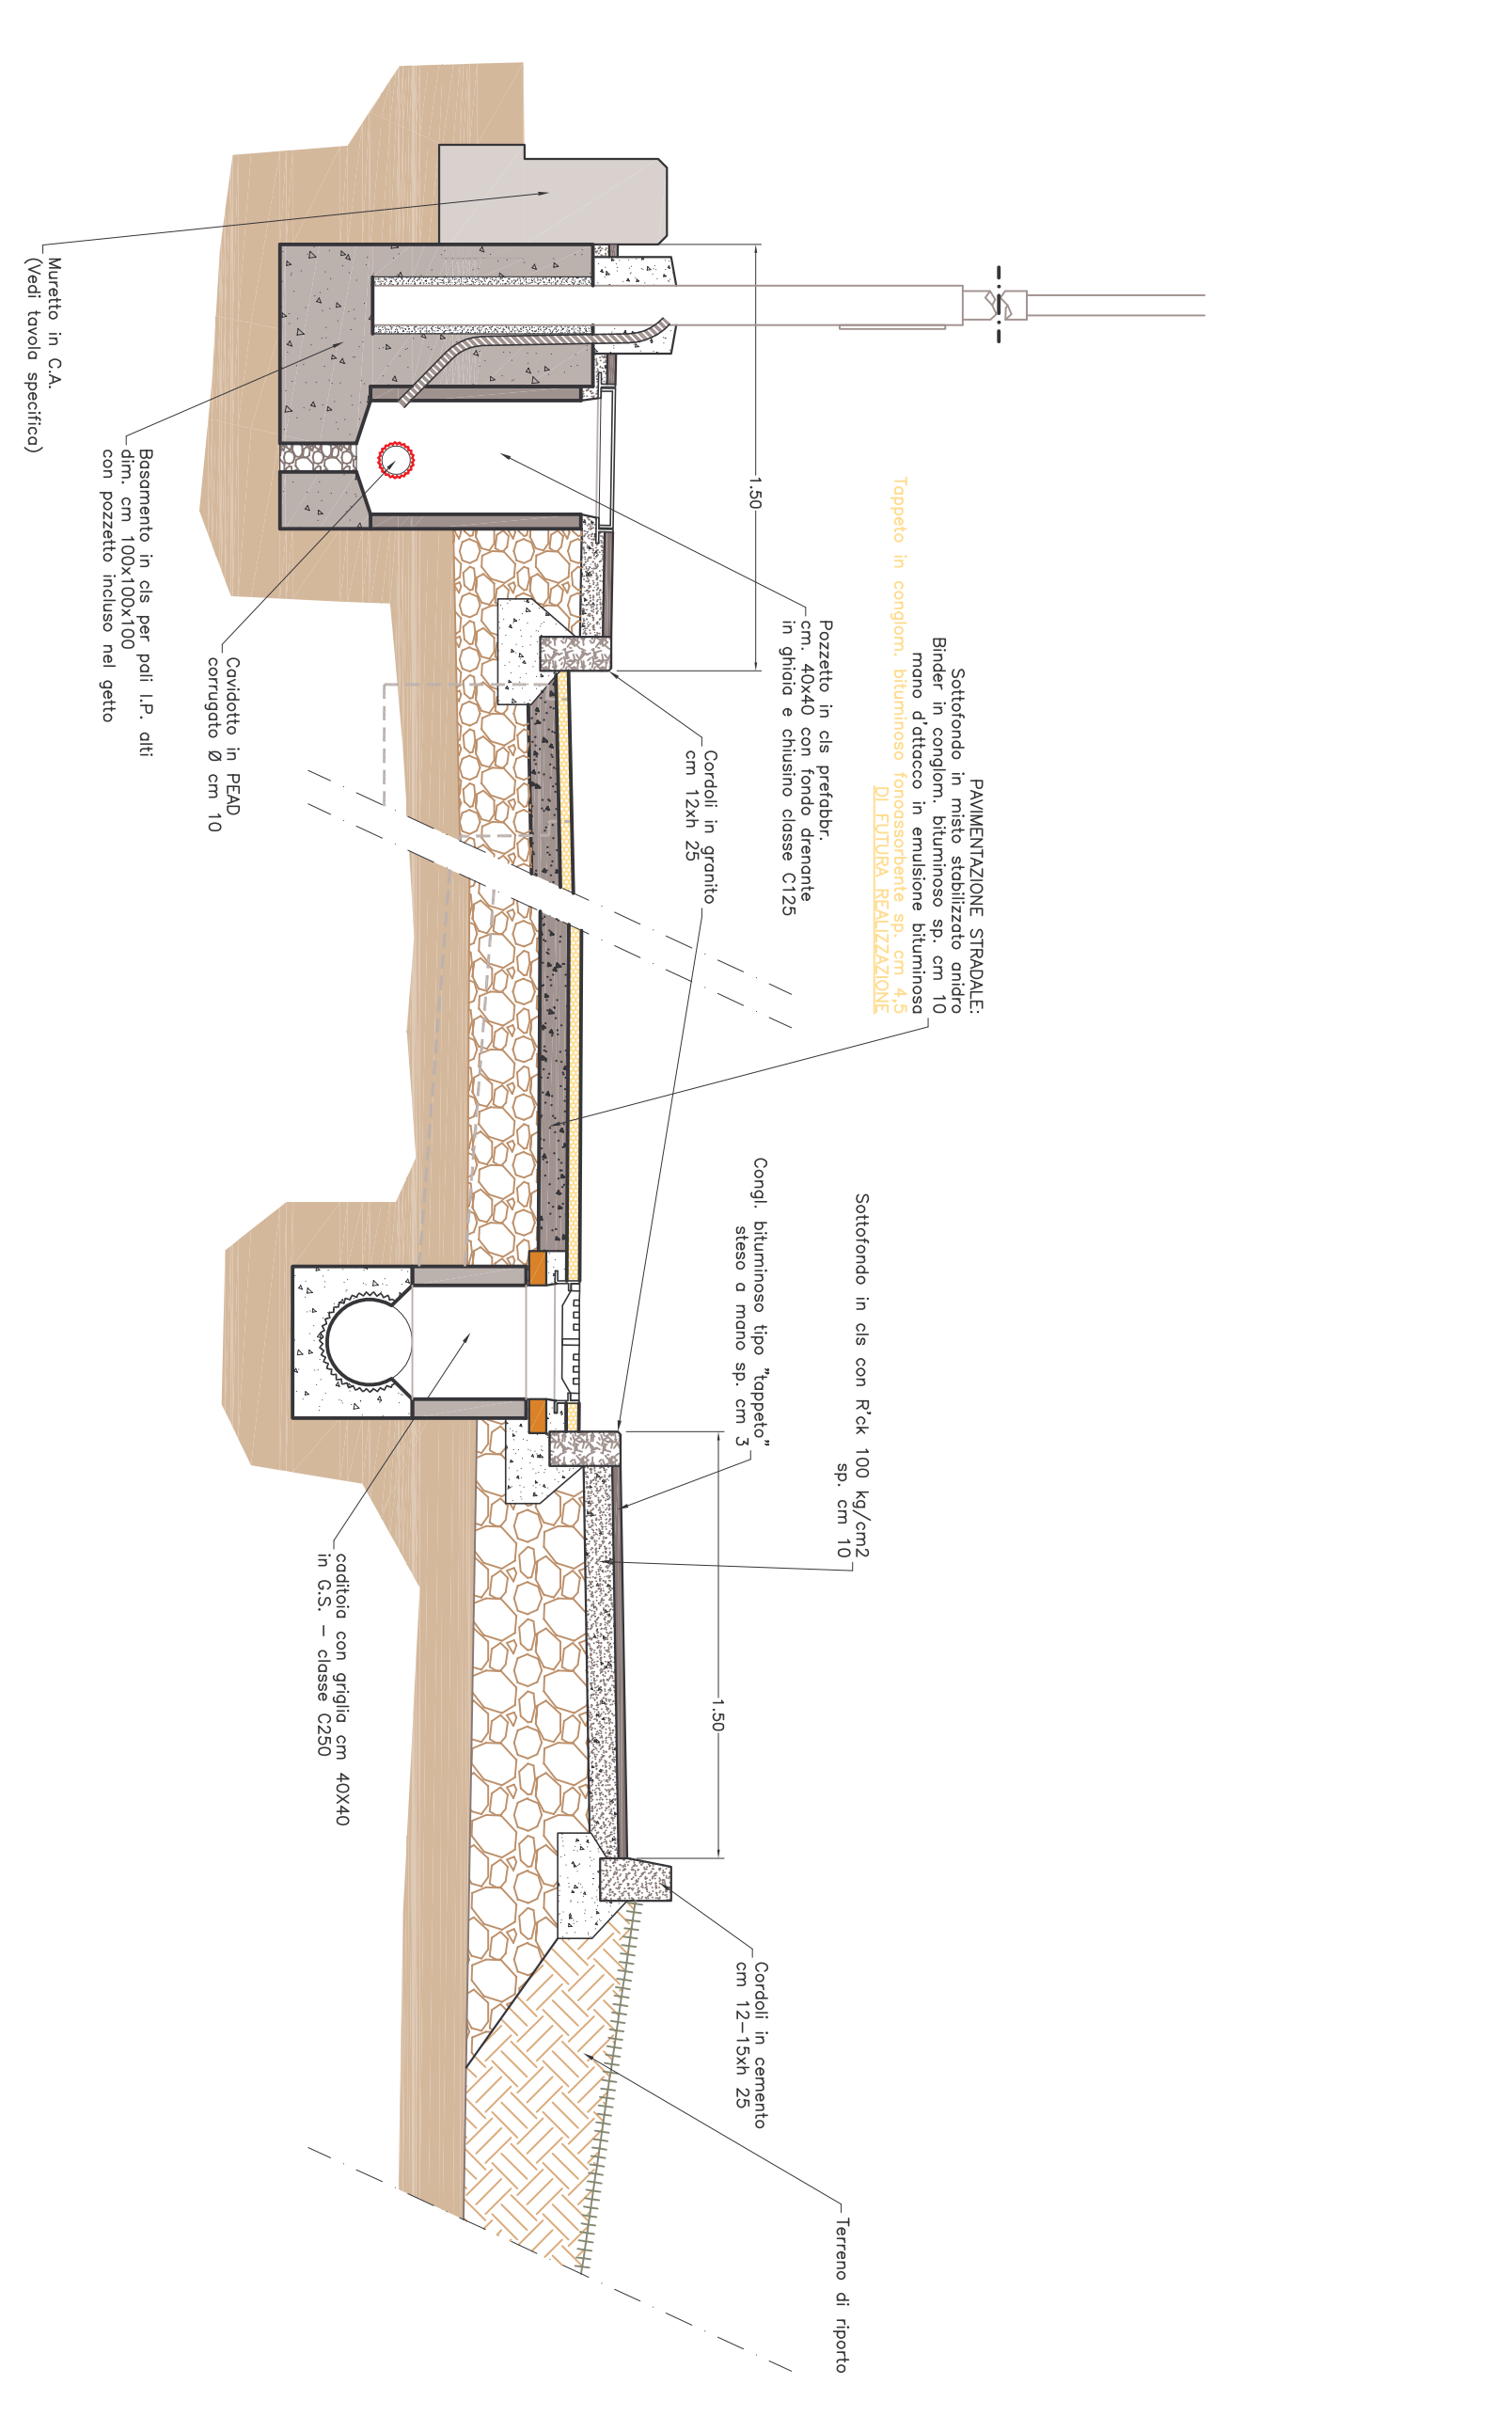 PAVIMENTAZIONE STRADALE:
Sottofondo in misto stabilizzato anidro
Binder in conglom. bituminoso sp. cm 10
mano d'attacco in emulsione bituminosa
Tappeto in conglom. bituminoso fonoassorbente sp. cm 4,5
DI FUTURA REALIZZAZIONE
Sottofondo in cls con R'ck 100 kg/cm2
sp. cm 10
Terreno di riporto
Pozzetto in cls prefabbr.
cm. 40x40 con fondo drenante
in ghiaia e chiusino classe C125
1.50
Congl. bituminoso tipo "tappeto"
steso a mano sp. cm 3
Cordoli in cemento
cm 12-15xh 25
Cordoli in granito
cm 12xh 25
1.50
caditoia con griglia cm 40X40
in G.S. - classe C250
Cavidotto in PEAD
corrugato Ø cm 10
Basamento in cls per pali I.P. alti
dim. cm 100x100x100
con pozzetto incluso nel getto
Muretto in C.A.
(Vedi tavola specifica)